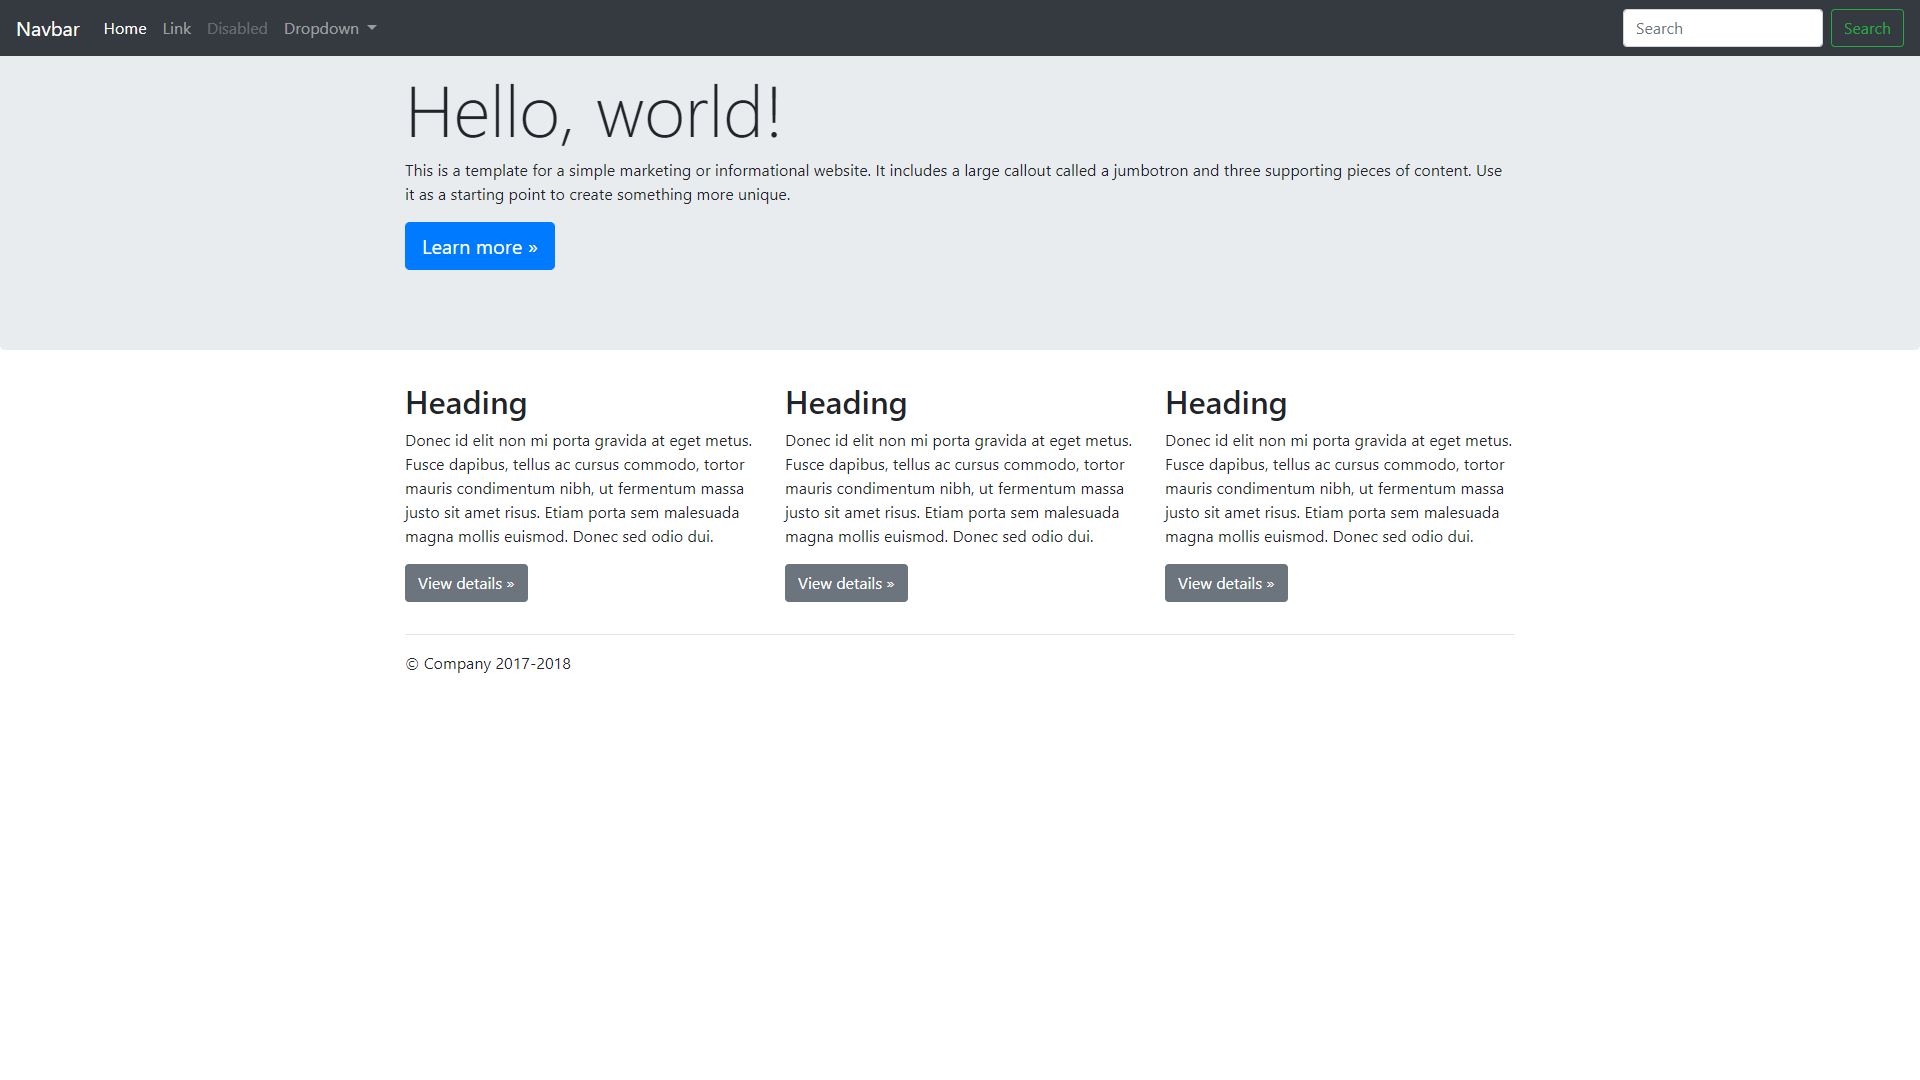 Navbar Home Link Disabled Dropdown Search Search
Hello, world!
This is a template for a simple marketing or informational website. It includes a large callout called a jumbotron and three supporting pieces of content. Use
it as a starting point to create something more unique.
Learn more »
Heading
Donec id elit non mi porta gravida at eget metus.
Fusce dapibus, tellus ac cursus commodo, tortor
mauris condimentum nibh, ut fermentum massa
justo sit amet risus. Etiam porta sem malesuada
magna mollis euismod. Donec sed odio dui.
View details »
Heading
Donec id elit non mi porta gravida at eget metus.
Fusce dapibus, tellus ac cursus commodo, tortor
mauris condimentum nibh, ut fermentum massa
justo sit amet risus. Etiam porta sem malesuada
magna mollis euismod. Donec sed odio dui.
View details »
Heading
Donec id elit non mi porta gravida at eget metus.
Fusce dapibus, tellus ac cursus commodo, tortor
mauris condimentum nibh, ut fermentum massa
justo sit amet risus. Etiam porta sem malesuada
magna mollis euismod. Donec sed odio dui.
View details »
© Company 2017-2018